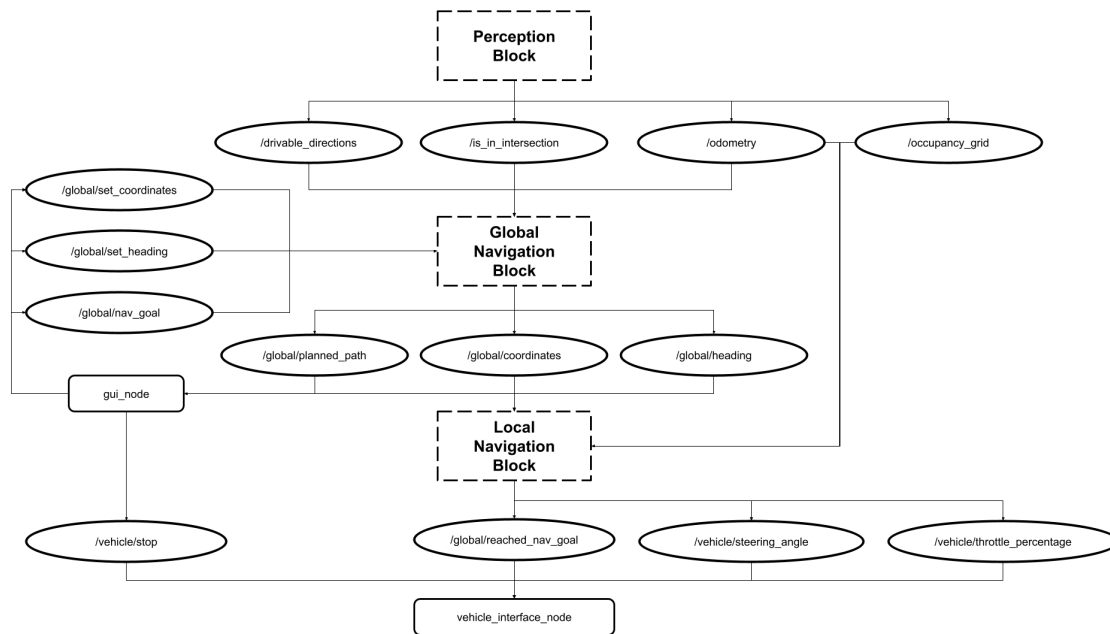 Perception
Block
/drivable_directions
/is_in_intersection
/odometry
/occupancy_grid
/global/set_coordinates
/global/set_heading
/global/nav_goal
Global
Navigation
Block
/global/planned_path
/global/coordinates
/global/heading
gui_node
Local
Navigation
Block
/vehicle/stop
/global/reached_nav_goal
/vehicle/steering_angle
/vehicle/throttle_percentage
vehicle_interface_node